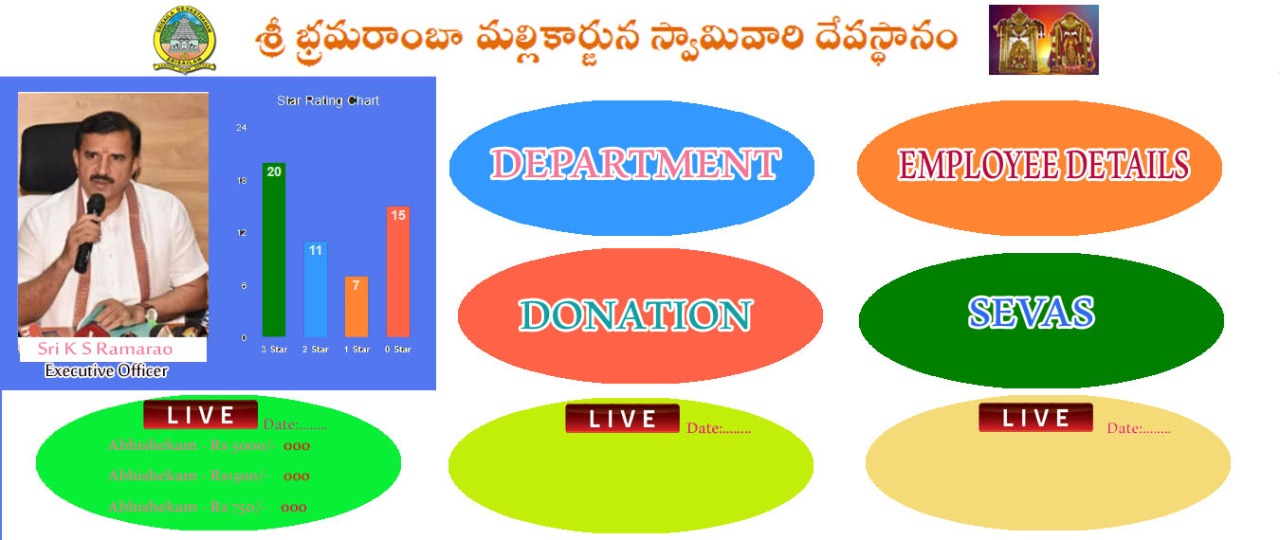 శ్రీ భ్రమరాంబా మల్లికార్జున స్వామివారి దేవస్థానం
SRISAILAM
Star Rating Chart
24
18
12
6
0
20
11
7
15
3 Star
2 Star
1 Star
0 Star
Sri K S Ramarao
Executive Officer
DEPARTMENT
EMPLOYEE DETAILS
DONATION
SEVAS
LIVE
Date:........
Abhishekam - Rs 5000/- 000
Abhishekam - Rs1500/- 000
Abhishekam - Rs 750/- 000
LIVE
Date:........
LIVE
Date:........